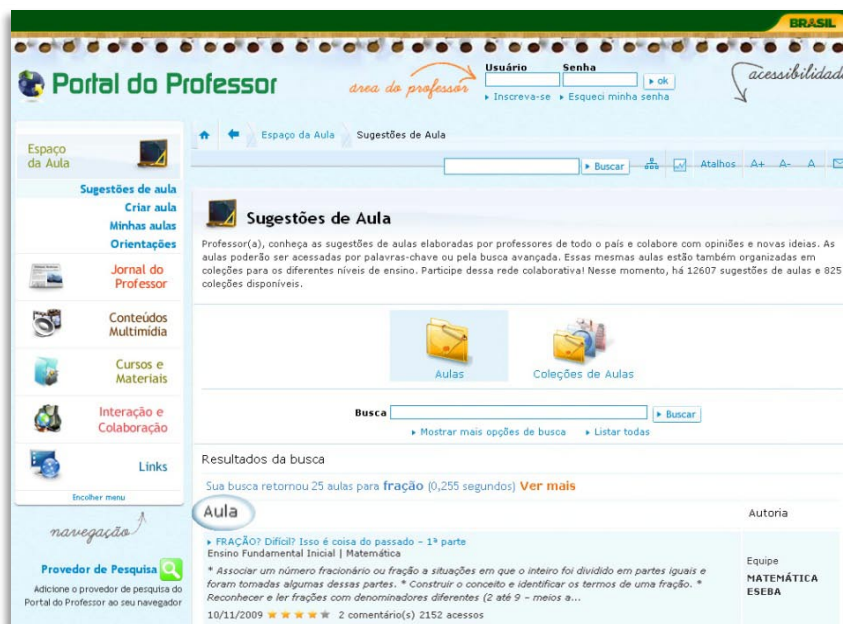 BRASIL
Portal do Professor
area do professor
Usuário Senha
ok
Inscreva-se Esqueci minha senha
acessibilidade
Espaço da Aula Sugestões de Aula
Buscar Atalhos A+ A- A
Espaço
da Aula
Sugestões de aula
Criar aula
Minhas aulas
Orientações
Jornal do
Professor
Conteúdos
Multimídia
Cursos e
Materiais
Interação e
Colaboração
Links
Encolher menu
navegação
Provedor de Pesquisa
Adicione o provedor de pesquisa do
Portal do Professor ao seu navegador
Sugestões de Aula
Professor(a), conheça as sugestões de aulas elaboradas por professores de todo o país e colabore com opiniões e novas ideias. As
aulas poderão ser acessadas por palavras-chave ou pela busca avançada. Essas mesmas aulas estão também organizadas em
coleções para os diferentes níveis de ensino. Participe dessa rede colaborativa! Nesse momento, há 12607 sugestões de aulas e 825
coleções disponíveis.
Aulas Coleções de Aulas
Busca Buscar
Mostrar mais opções de busca Listar todas
Resultados da busca
Sua busca retornou 25 aulas para fração (0,255 segundos) Ver mais
Aula Autoria
FRAÇÃO? Difícil? Isso é coisa do passado – 1ª parte
Ensino Fundamental Inicial | Matemática
* Associar um número fracionário ou fração a situações em que o inteiro foi dividido em partes iguais e
foram tomadas algumas dessas partes. * Construir o conceito e identificar os termos de uma fração. *
Reconhecer e ler frações com denominadores diferentes (2 até 9 – meios a...
10/11/2009 2 comentário(s) 2152 acessos
Equipe
MATEMÁTICA
ESEBA